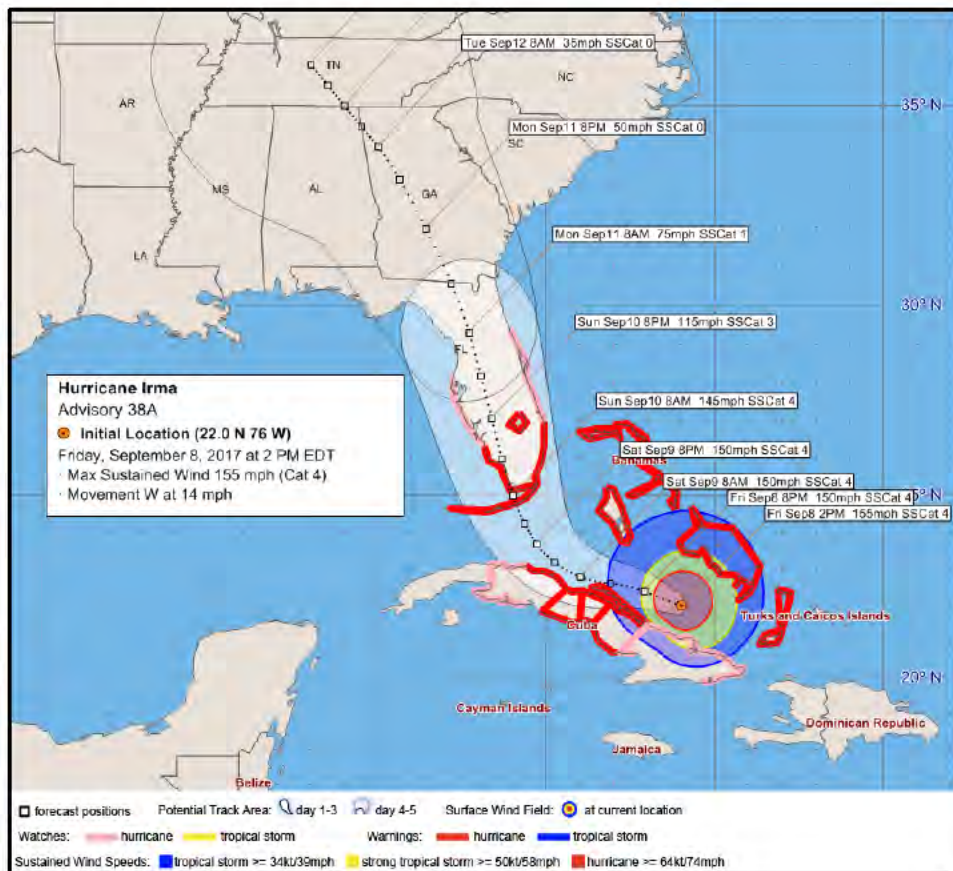 Tue Sep12 8AM 35mph SSCat 0
TN
NC
AR
35° N
Mon Sep11 8PM 50mph SSCat 0
SC
MS
AL
GA
Mon Sep11 8AM 75mph SSCat 1
LA
30° N
Sun Sep10 8PM 115mph SSCat 3
FL
Hurricane Irma
Advisory 38A
Initial Location (22.0 N 76 W)
Friday, September 8, 2017 at 2 PM EDT
· Max Sustained Wind 155 mph (Cat 4)
· Movement W at 14 mph
Sun Sep10 8AM 145mph SSCat 4
Sat Sep9 8PM 150mph SSCat 4
Bahamas
Sat Sep9 8AM 150mph SSCat 4
Fri Sep8 8PM 150mph SSCat 4
5° N
Fri Sep8 2PM 155mph SSCat 4
Turks and Caicos Islands
Cuba
20° N
Cayman Islands
Dominican Republic
Jamaica
Belize
forecast positions Potential Track Area: day 1-3 day 4-5 Surface Wind Field: at current location
Watches: hurricane tropical storm Warnings: hurricane tropical storm
Sustained Wind Speeds: tropical storm >= 34kt/39mph strong tropical storm >= 50kt/58mph hurricane >= 64kt/74mph